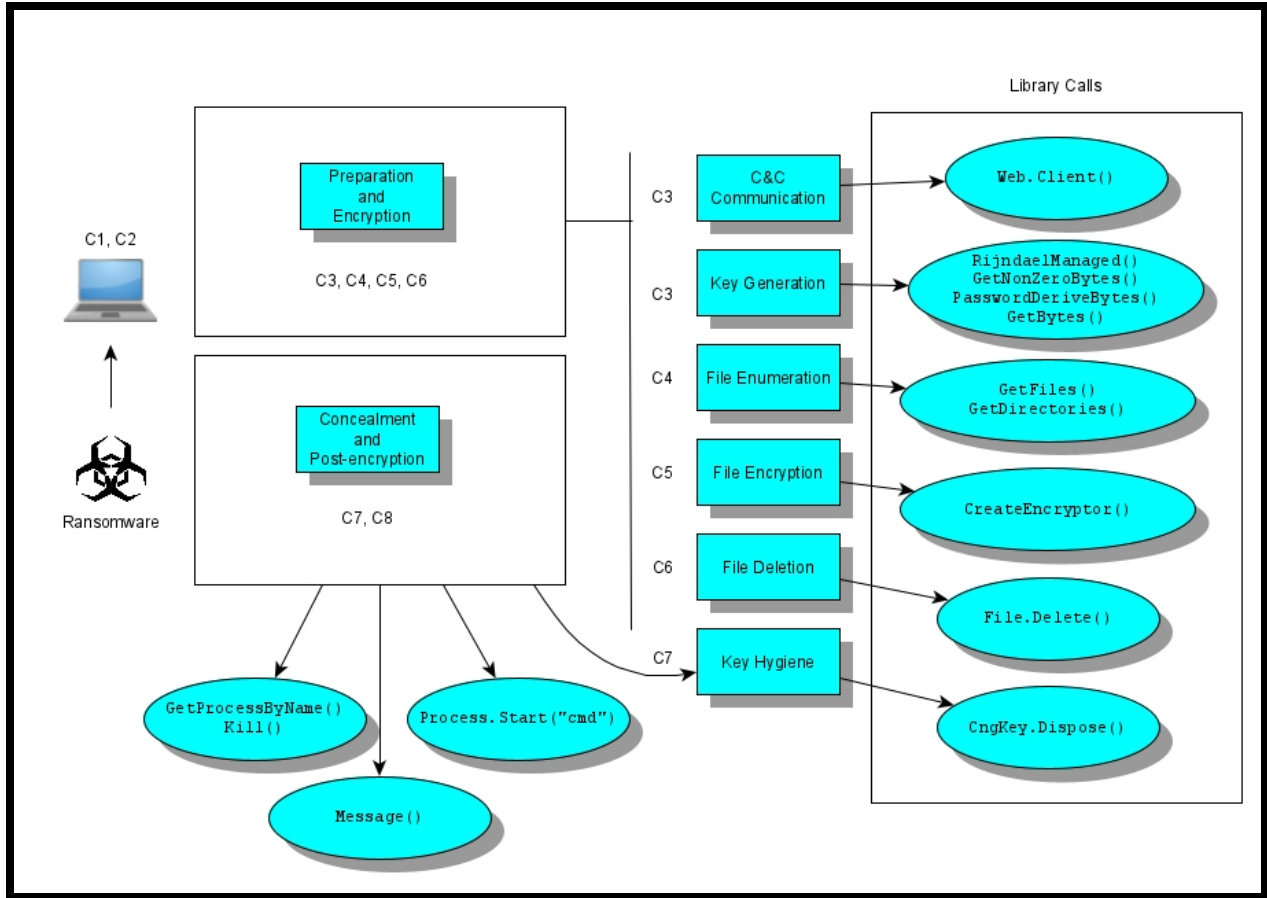 Library Calls
C1, C2
Ransomware
Preparation
and
Encryption
C3, C4, C5, C6
Concealment
and
Post-encryption
C7, C8
GetProcessByName()
Kill()
Message()
Process.Start("cmd")
C3
C&C
Communication
Web.Client()
C3
Key Generation
RijndaelManaged()
GetNonZeroBytes()
PasswordDeriveBytes()
GetBytes()
C4
File Enumeration
GetFiles()
GetDirectories()
C5
File Encryption
CreateEncryptor()
C6
File Deletion
File.Delete()
C7
Key Hygiene
CngKey.Dispose()